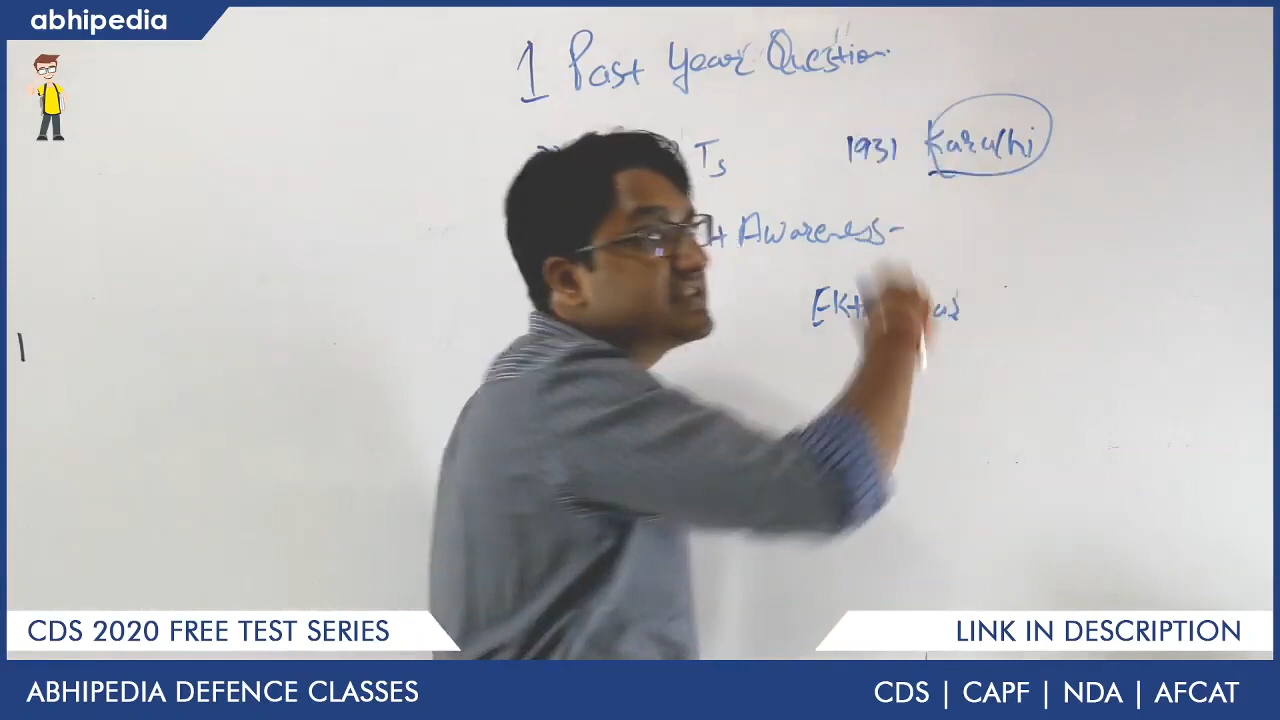 abhipedia
1 Past Year Question
Ts 1931 Karachi
Awareness-
CDS 2020 FREE TEST SERIES
LINK IN DESCRIPTION
ABHIPEDIA DEFENCE CLASSES
CDS | CAPF | NDA | AFCAT